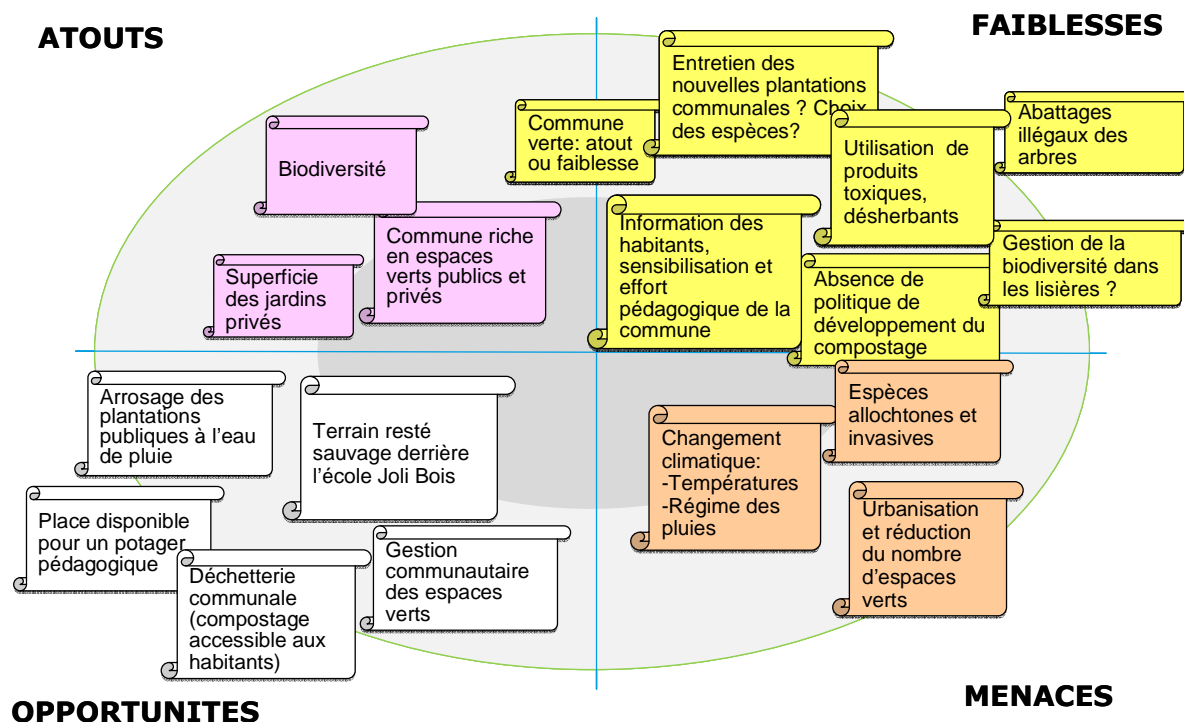 ATOUTS
FAIBLESSES
Biodiversité
Commune riche
en espaces
verts publics et
privés
Superficie
des jardins
privés
Commune
verte: atout
ou faiblesse
Entretien des
nouvelles plantations
communales ? Choix
des espèces?
Utilisation de
produits
toxiques,
désherbants
Abattages
illégaux des
arbres
Information des
habitants,
sensibilisation et
effort
pédagogique de la
commune
Absence de
politique de
développement du
compostage
Gestion de la
biodiversité dans
les lisières ?
Arrosage des
plantations
publiques à l’eau
de pluie
Terrain resté
sauvage derrière
l’école Joli Bois
Place disponible
pour un potager
pédagogique
Déchetterie
communale
(compostage
accessible aux
habitants)
Gestion
communautaire
des espaces
verts
Espèces
allochtones et
invasives
Changement
climatique:
-Températures
-Régime des
pluies
Urbanisation
et réduction
du nombre
d’espaces
verts
OPPORTUNITES
MENACES